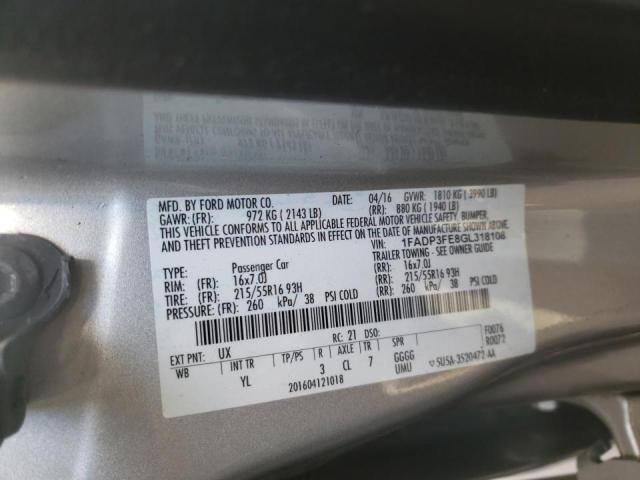 MFD. BY FORD MOTOR CO.
DATE: 04/16 GVWR: 1810 KG ( 3990 LB)
GAWR: (FR): 972 KG ( 2143 LB) (RR): 880 KG ( 1940 LB)
THIS VEHICLE CONFORMS TO ALL APPLICABLE FEDERAL MOTOR VEHICLE SAFETY, BUMPER,
AND THEFT PREVENTION STANDARDS IN EFFECT ON THE DATE OF MANUFACTURE SHOWN ABOVE.
VIN: 1FADP3FE8GL318106
TYPE: Passenger Car TRAILER TOWING - SEE OWNER GUIDE
RIM: (FR): 16x7.0J (RR): 16x7.0J
TIRE: (FR): 215/55R16 93H (RR): 215/55R16 93H
PRESSURE: (FR): 260 kPa/ 38 PSI COLD (RR): 260 kPa/ 38 PSI COLD
EXT PNT: UX RC: 21 DSO: F0076
WB INT TR TP/PS R AXLE TR SPR R0072
YL 3 CL 7 GGGG
UMU
201604121018
5U5A-3520472 AA